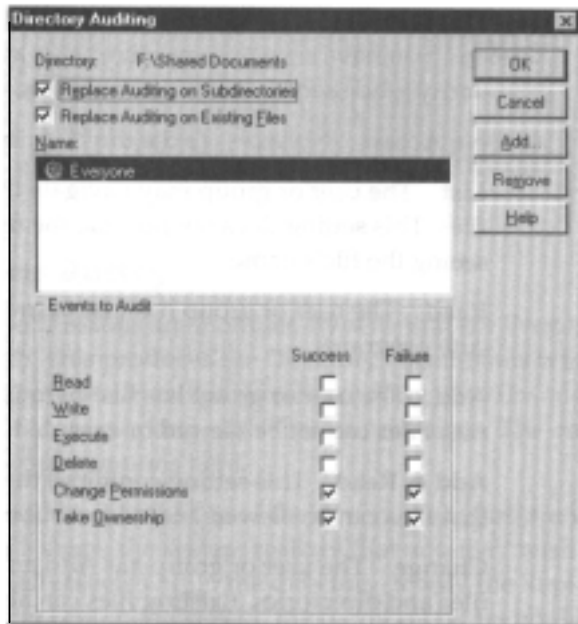 Directory Auditing
Directory: F:\Shared Documents
Replace Auditing on Subdirectories
Replace Auditing on Existing Files
Name:
Everyone
OK
Cancel
Add...
Remove
Help
Events to Audit
Success Failure
Read
Write
Execute
Delete
Change Permissions
Take Ownership